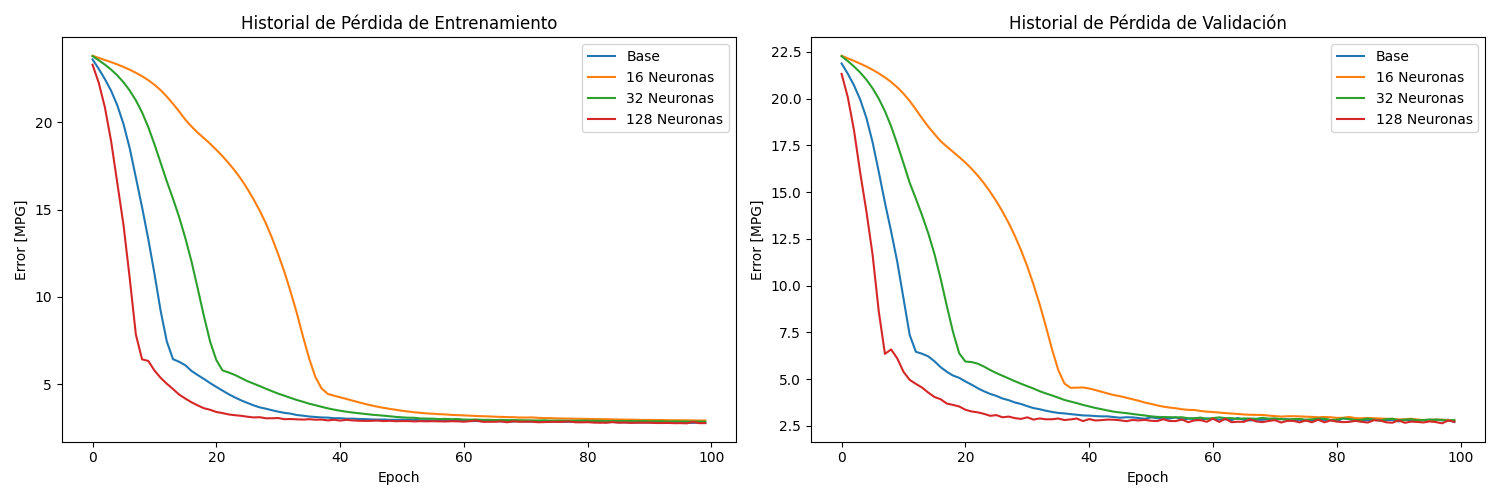 Historial de Pérdida de Entrenamiento
Error [MPG]
20
15
10
5
0
20
40
60
80
100
Epoch
Base
16 Neuronas
32 Neuronas
128 Neuronas
Historial de Pérdida de Validación
Error [MPG]
22.5
20.0
17.5
15.0
12.5
10.0
7.5
5.0
2.5
0
20
40
60
80
100
Epoch
Base
16 Neuronas
32 Neuronas
128 Neuronas